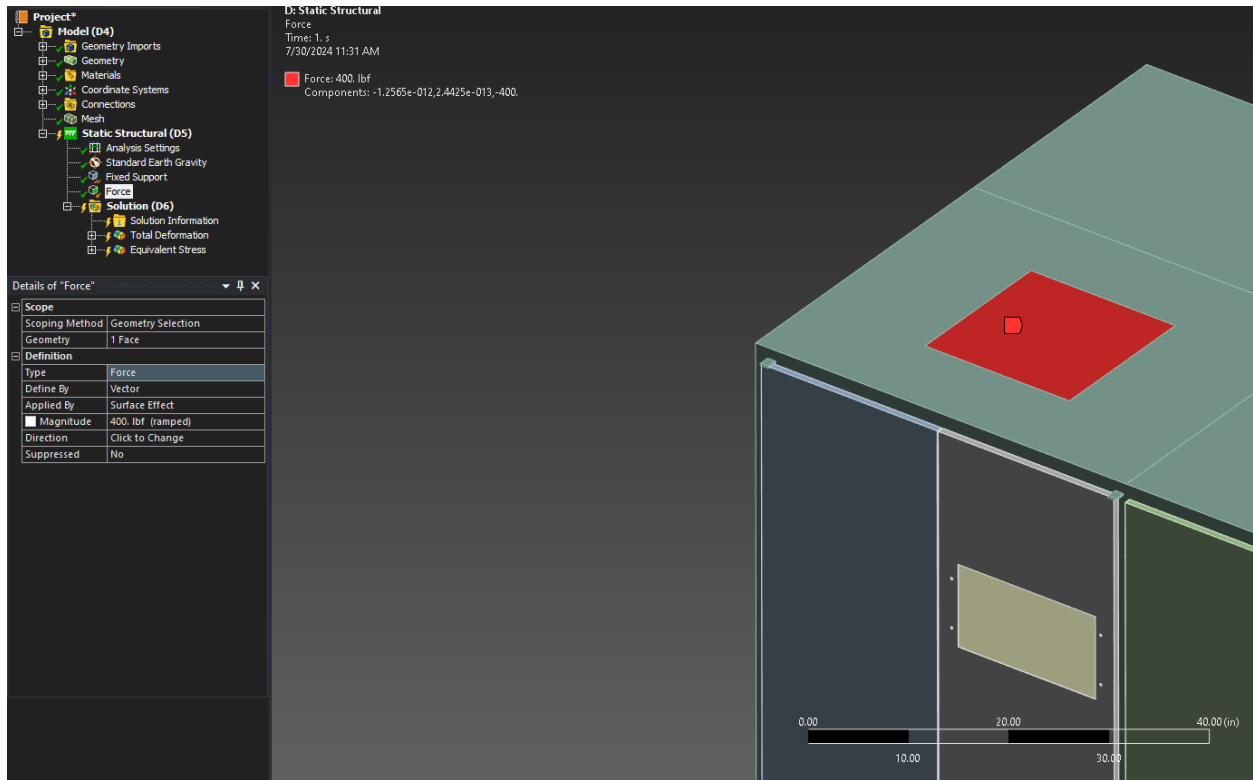 Project*
Model (D4)
Geometry Imports
Geometry
Materials
Coordinate Systems
Connections
Mesh
Static Structural (D5)
Analysis Settings
Standard Earth Gravity
Fixed Support
Force
Solution (D6)
Solution Information
Total Deformation
Equivalent Stress
Details of "Force"
Scope
Scoping Method Geometry Selection
Geometry 1 Face
Definition
Type Force
Define By Vector
Applied By Surface Effect
Magnitude 400. lbf (ramped)
Direction Click to Change
Suppressed No
D: Static Structural
Force
Time: 1. s
7/30/2024 11:31 AM
Force: 400. lbf
Components: -1.2565e-012,2.4425e-013,-400.
0.00 20.00 40.00 (in)
10.00 30.00